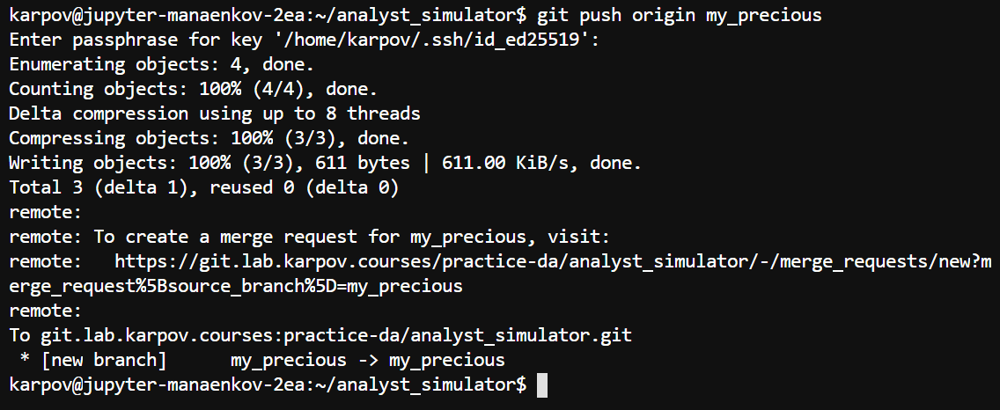 karpov@jupyter-manaenkov-2ea:~/analyst_simulator$ git push origin my_precious
Enter passphrase for key '/home/karpov/.ssh/id_ed25519':
Enumerating objects: 4, done.
Counting objects: 100% (4/4), done.
Delta compression using up to 8 threads
Compressing objects: 100% (3/3), done.
Writing objects: 100% (3/3), 611 bytes | 611.00 KiB/s, done.
Total 3 (delta 1), reused 0 (delta 0)
remote:
remote: To create a merge request for my_precious, visit:
remote:   https://git.lab.karpov.courses/practice-da/analyst_simulator/-/merge_requests/new?m
erge_request%5Bsource_branch%5D=my_precious
remote:
To git.lab.karpov.courses:practice-da/analyst_simulator.git
 * [new branch]      my_precious -> my_precious
karpov@jupyter-manaenkov-2ea:~/analyst_simulator$